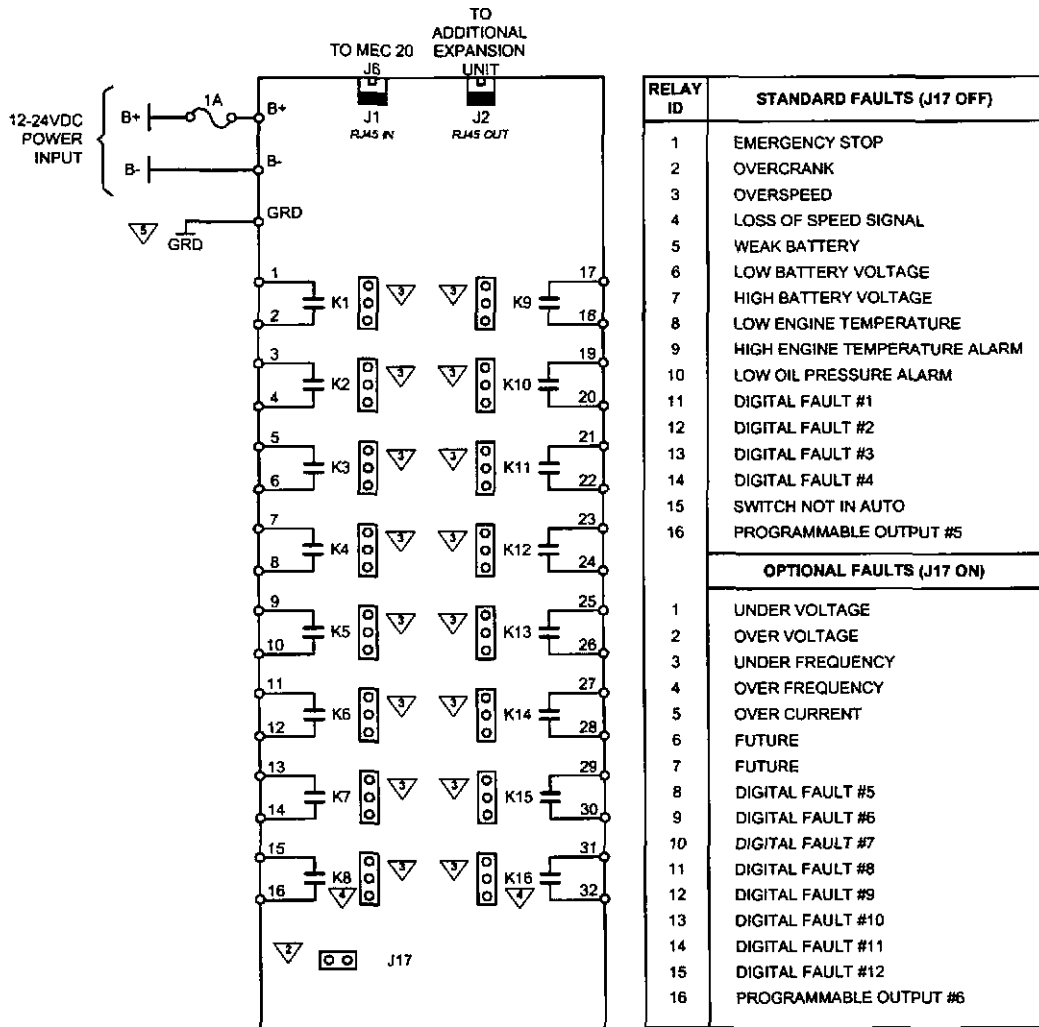 TO
ADDITIONAL
TO MEC 20 EXPANSION
J6 UNIT
J1 J2
RJ45 IN RJ45 OUT
12-24VDC
POWER
INPUT
B+ 1A B+
B- B-
5 GRD GRD
1 K1 3 3 K9 17
2 18
3 K2 3 3 K10 19
4 20
5 K3 3 3 K11 21
6 22
7 K4 3 3 K12 23
8 24
9 K5 3 3 K13 25
10 26
11 K6 3 3 K14 27
12 28
13 K7 3 3 K15 29
14 30
15 K8 3 3 K16 31
16 4 4 32
2 J17
RELAY ID STANDARD FAULTS (J17 OFF)
1 EMERGENCY STOP
2 OVERCRANK
3 OVERSPEED
4 LOSS OF SPEED SIGNAL
5 WEAK BATTERY
6 LOW BATTERY VOLTAGE
7 HIGH BATTERY VOLTAGE
8 LOW ENGINE TEMPERATURE
9 HIGH ENGINE TEMPERATURE ALARM
10 LOW OIL PRESSURE ALARM
11 DIGITAL FAULT #1
12 DIGITAL FAULT #2
13 DIGITAL FAULT #3
14 DIGITAL FAULT #4
15 SWITCH NOT IN AUTO
16 PROGRAMMABLE OUTPUT #5
OPTIONAL FAULTS (J17 ON)
1 UNDER VOLTAGE
2 OVER VOLTAGE
3 UNDER FREQUENCY
4 OVER FREQUENCY
5 OVER CURRENT
6 FUTURE
7 FUTURE
8 DIGITAL FAULT #5
9 DIGITAL FAULT #6
10 DIGITAL FAULT #7
11 DIGITAL FAULT #8
12 DIGITAL FAULT #9
13 DIGITAL FAULT #10
14 DIGITAL FAULT #11
15 DIGITAL FAULT #12
16 PROGRAMMABLE OUTPUT #6